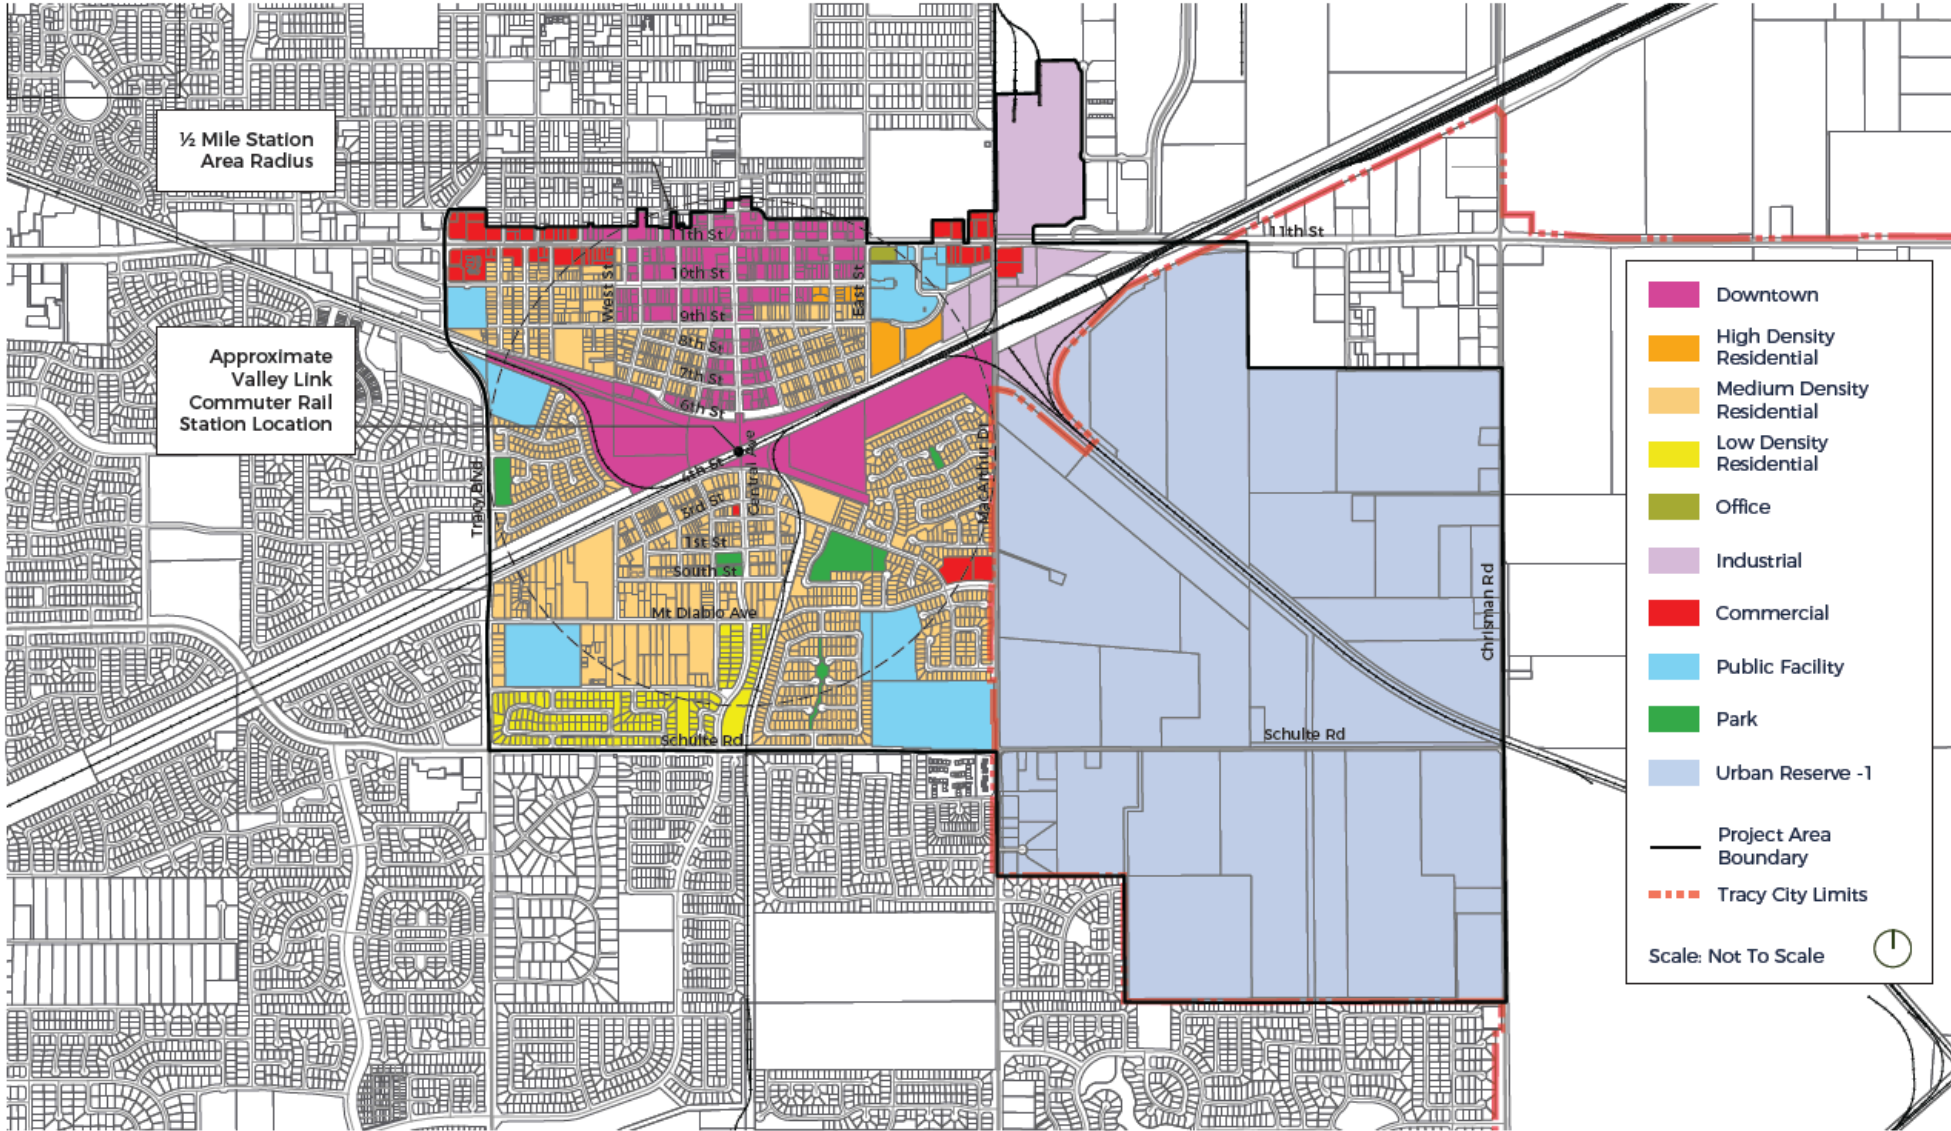 ½ Mile Station
Area Radius
11th St
11th St
10th St
West St
East St
9th St
8th St
7th St
6th St
Approximate
Valley Link
Commuter Rail
Station Location
Tracy Blvd
4th St
Central Ave
MacArthur Dr
3rd St
1st St
South St
Mt Diablo Ave
Chrisman Rd
Schulte Rd
Schulte Rd
Downtown
High Density
Residential
Medium Density
Residential
Low Density
Residential
Office
Industrial
Commercial
Public Facility
Park
Urban Reserve -1
Project Area
Boundary
Tracy City Limits
Scale: Not To Scale